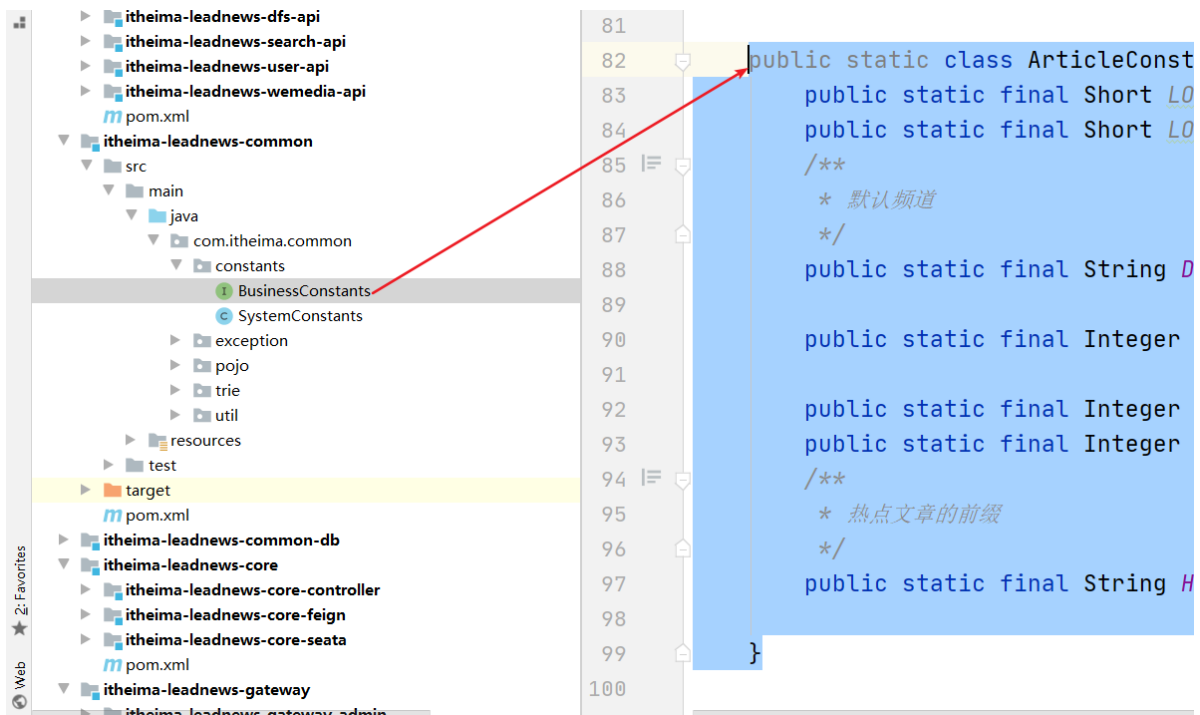 itheima-leadnews-dfs-api
itheima-leadnews-search-api
itheima-leadnews-user-api
itheima-leadnews-wemedia-api
m pom.xml
itheima-leadnews-common
src
main
java
com.itheima.common
constants
I BusinessConstants
C SystemConstants
exception
pojo
trie
util
resources
test
target
m pom.xml
itheima-leadnews-common-db
itheima-leadnews-core
itheima-leadnews-core-controller
itheima-leadnews-core-feign
itheima-leadnews-core-seata
m pom.xml
itheima-leadnews-gateway
itheima-leadnews-gateway-admin
2: Favorites
Web
81
82 public static class ArticleConst
83 public static final Short LO
84 public static final Short LO
85 /**
86 * 默认频道
87 */
88 public static final String D
89
90 public static final Integer
91
92 public static final Integer
93 public static final Integer
94 /**
95 * 热点文章的前缀
96 */
97 public static final String H
98
99 }
100